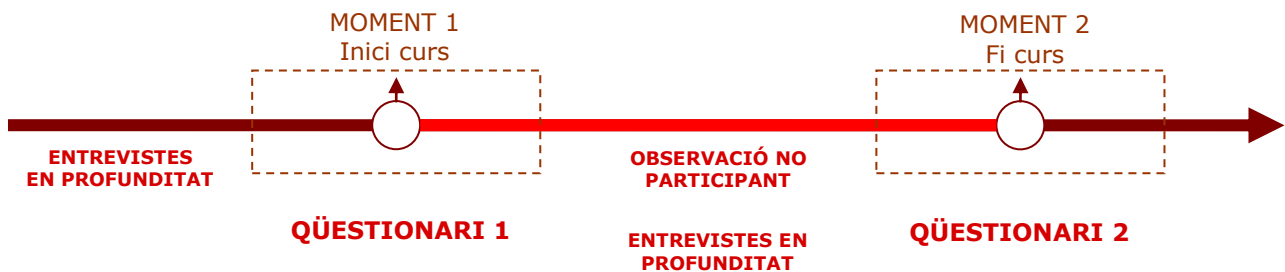 MOMENT 1
Inici curs
MOMENT 2
Fi curs
ENTREVISTES
EN PROFUNDITAT
OBSERVACIÓ NO
PARTICIPANT
QÜESTIONARI 1
QÜESTIONARI 2
ENTREVISTES EN
PROFUNDITAT